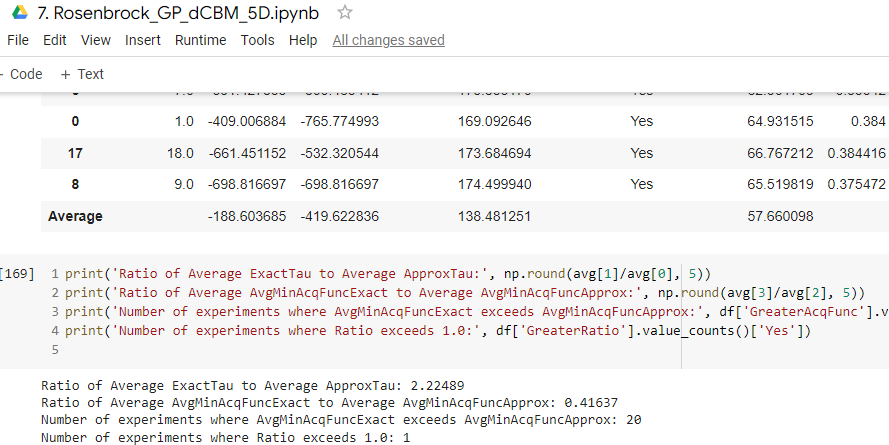 7. Rosenbrock_GP_dCBM_5D.ipynb
File Edit View Insert Runtime Tools Help All changes saved
Code + Text
0 1.0 -409.006884 -765.774993 169.092646 Yes 64.931515 0.384
17 18.0 -661.451152 -532.320544 173.684694 Yes 66.767212 0.384416
8 9.0 -698.816697 -698.816697 174.499940 Yes 65.519819 0.375472
Average -188.603685 -419.622836 138.481251 57.660098
[169] 1 print('Ratio of Average ExactTau to Average ApproxTau:', np.round(avg[1]/avg[0], 5))
2 print('Ratio of Average AvgMinAcqFuncExact to Average AvgMinAcqFuncApprox:', np.round(avg[3]/avg[2], 5))
3 print('Number of experiments where AvgMinAcqFuncExact exceeds AvgMinAcqFuncApprox:', df['GreaterAcqFunc'].v
4 print('Number of experiments where Ratio exceeds 1.0:', df['GreaterRatio'].value_counts()['Yes'])
5
Ratio of Average ExactTau to Average ApproxTau: 2.22489
Ratio of Average AvgMinAcqFuncExact to Average AvgMinAcqFuncApprox: 0.41637
Number of experiments where AvgMinAcqFuncExact exceeds AvgMinAcqFuncApprox: 20
Number of experiments where Ratio exceeds 1.0: 1